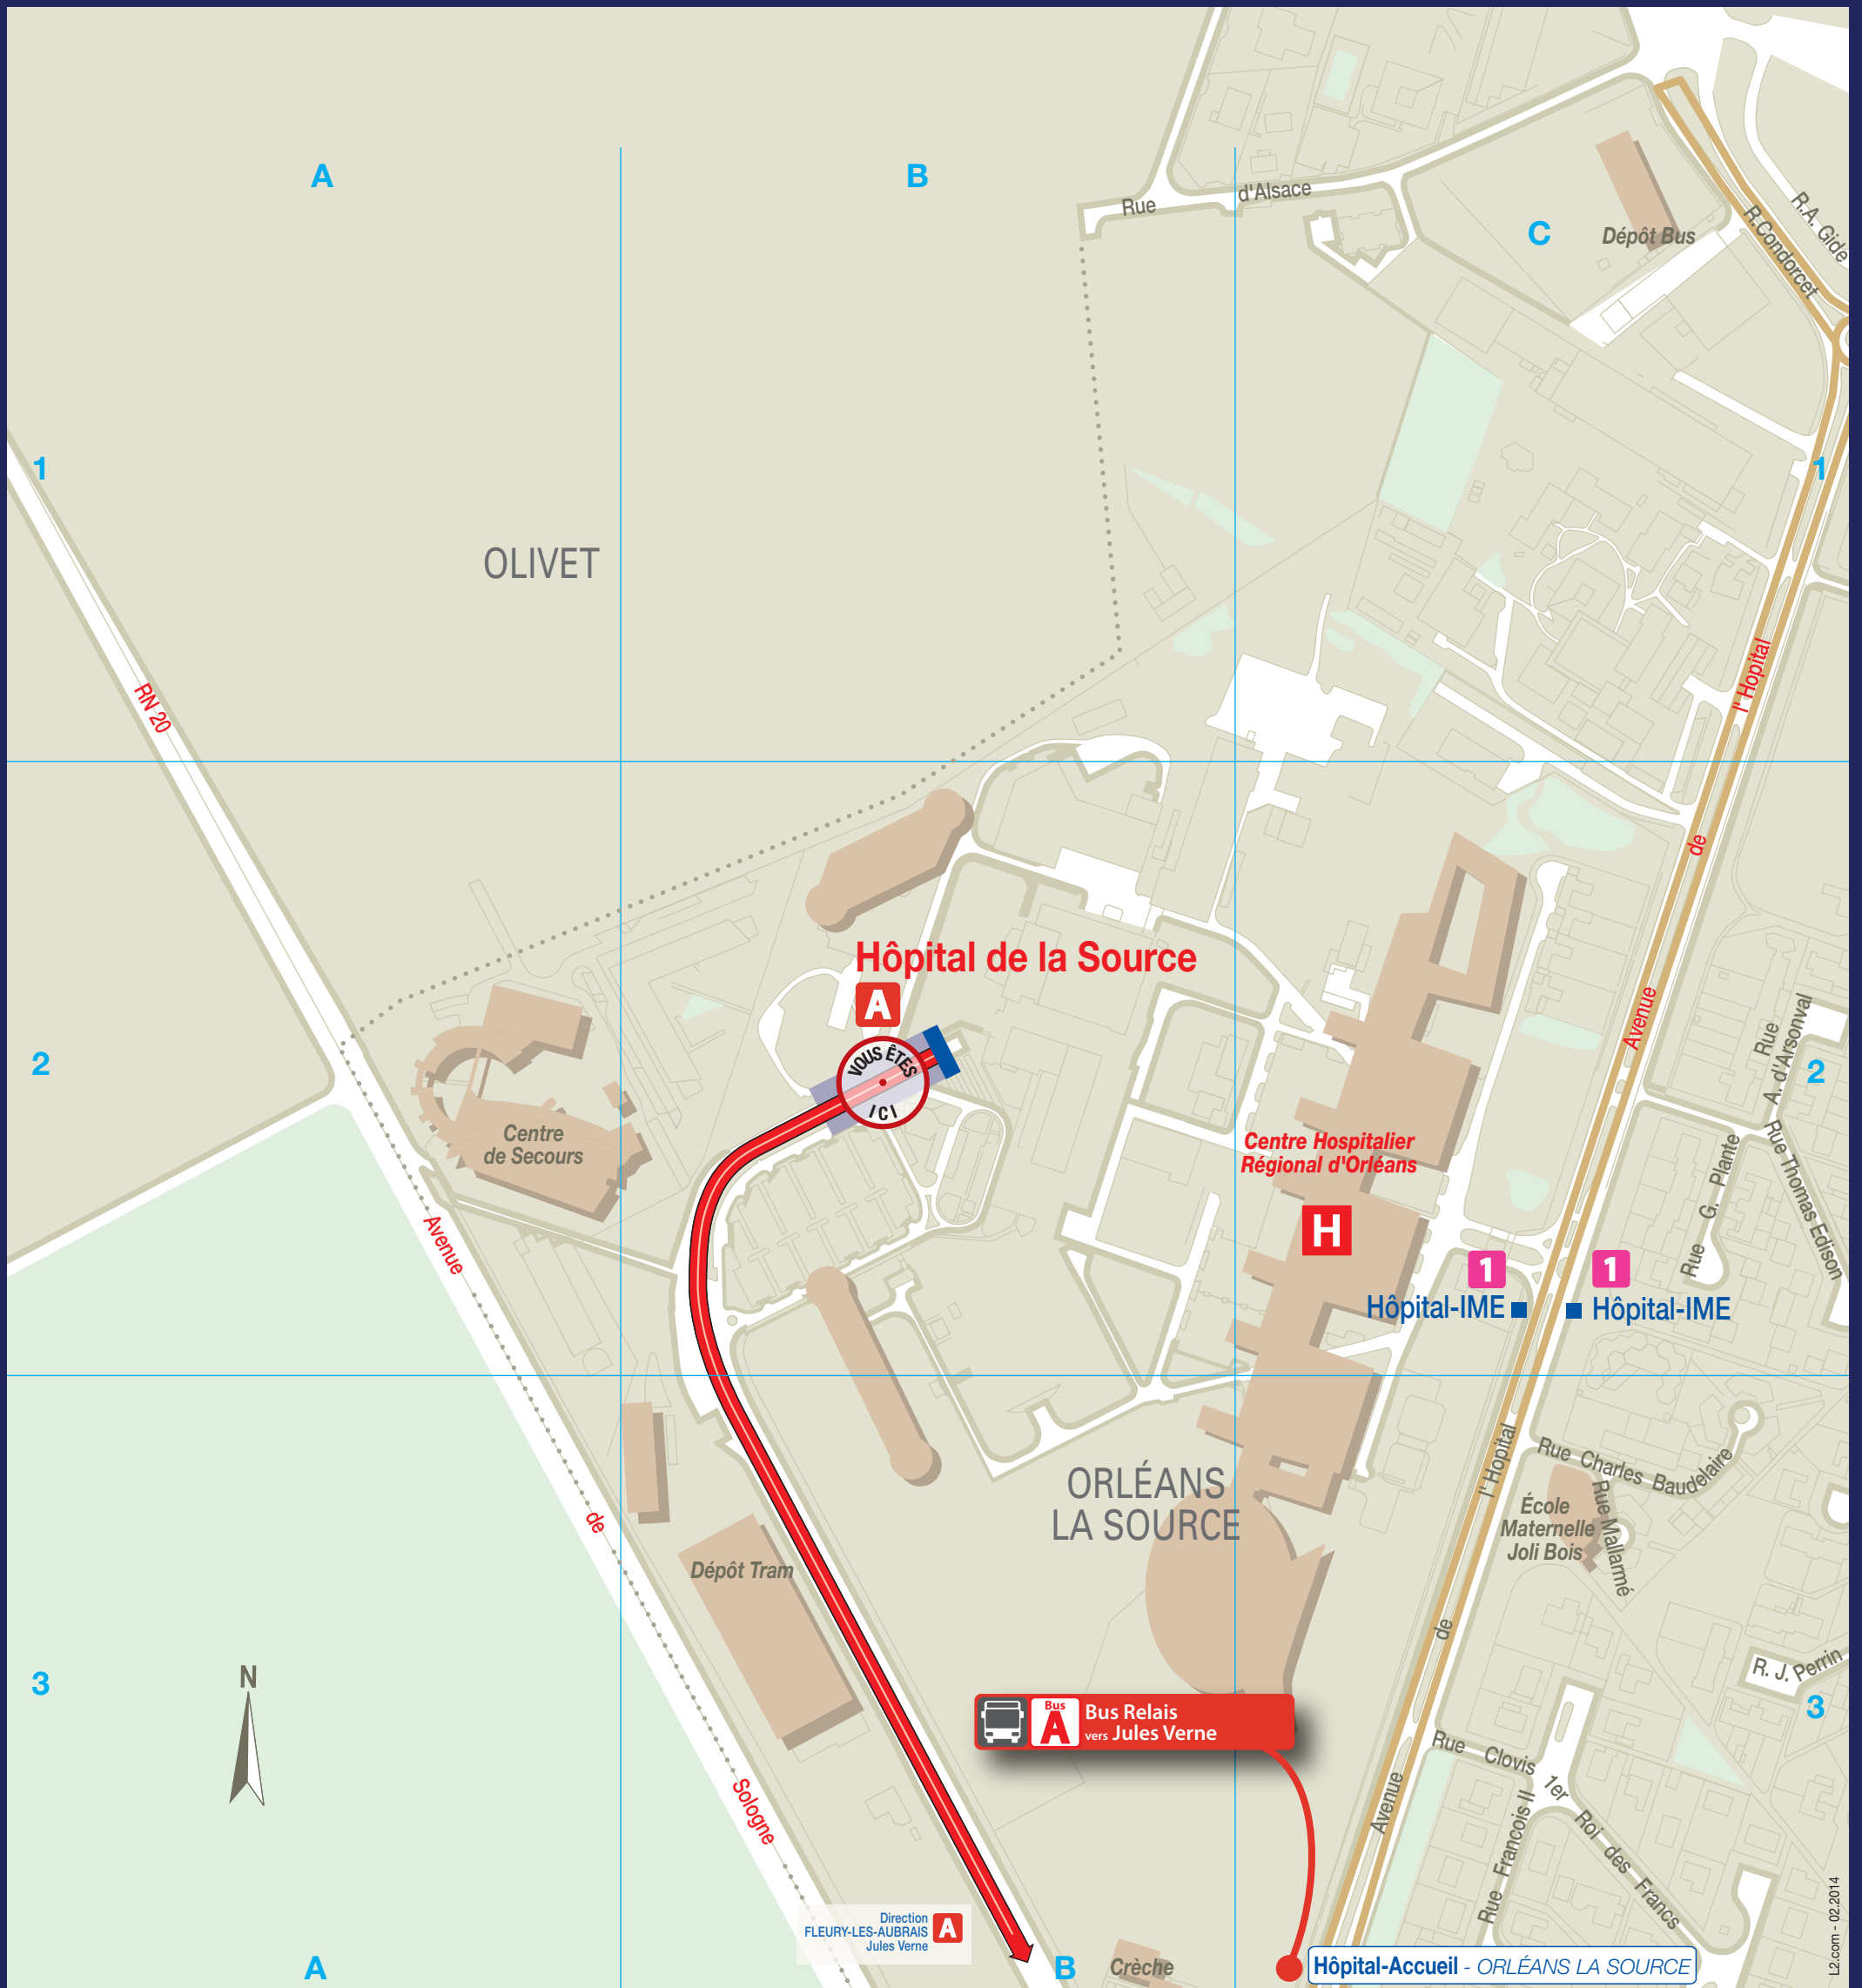 A
B
C
Rue
d'Alsace
Dépôt Bus
R.Condorcet
R.A. Gide
1
1
OLIVET
RN 20
l' Hopital
de
Avenue
Hôpital de la Source
A
VOUS ÊTES
ICI
2
2
Rue
A. d'Arsonval
Centre
de Secours
Centre Hospitalier
Régional d'Orléans
H
Rue G. Plante
Rue Thomas Edison
Avenue
1
1
Hôpital-IME
Hôpital-IME
l' Hopital
Rue Charles Baudelaire
École
Maternelle
Joli Bois
Rue Mallarmé
ORLÉANS
LA SOURCE
de
Dépôt Tram
de
R. J. Perrin
3
3
N
Bus
A
Bus Relais
vers Jules Verne
Rue Clovis 1er Roi des Francs
Sologne
Avenue
Rue Francois II
Direction
FLEURY-LES-AUBRAIS
Jules Verne
A
A
B
Crèche
Hôpital-Accueil - ORLÉANS LA SOURCE
L2.com - 02.2014